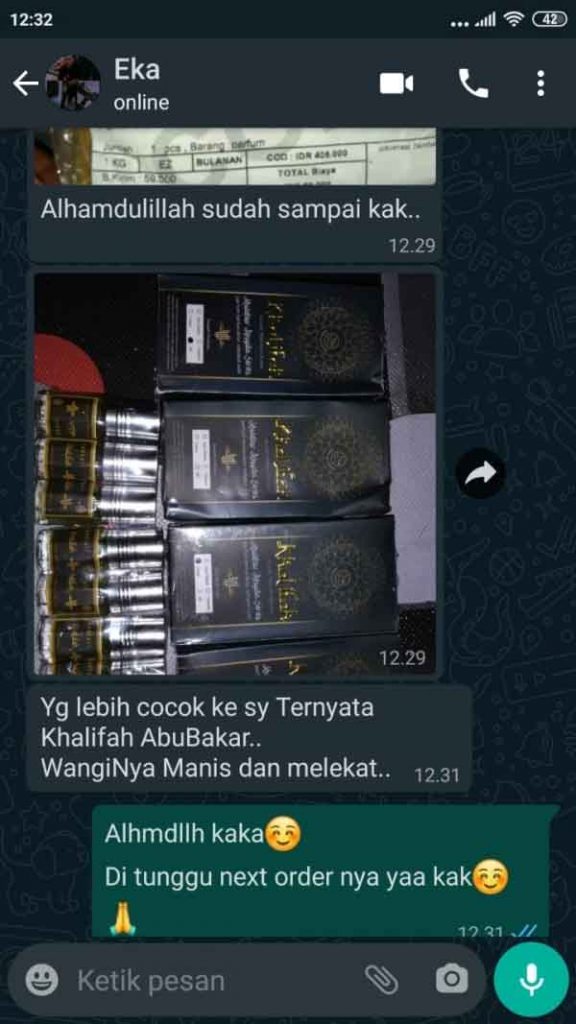 12:32
42
Eka
online
1 pcs , Barang parfum
1 KG EZ BULANAN COD : IDR 406.000
TOTAL Biaya
Alhamdulillah sudah sampai kak..
12.29
Khalifah
Khalifah
Khalifah
12.29
Yg lebih cocok ke sy Ternyata
Khalifah AbuBakar..
WangiNya Manis dan melekat..
12.31
Alhmdllh kaka☺️
Di tunggu next order nya yaa kak☺️
🙏
12.31
Ketik pesan